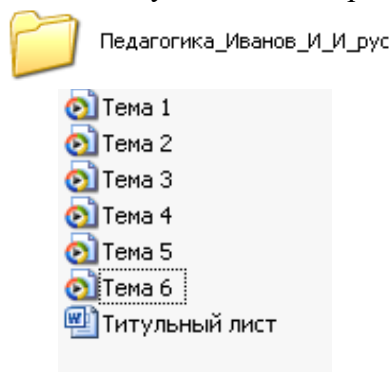 Педагогика_Иванов_И_И_рус
Тема 1
Тема 2
Тема 3
Тема 4
Тема 5
Тема 6
Титульный лист